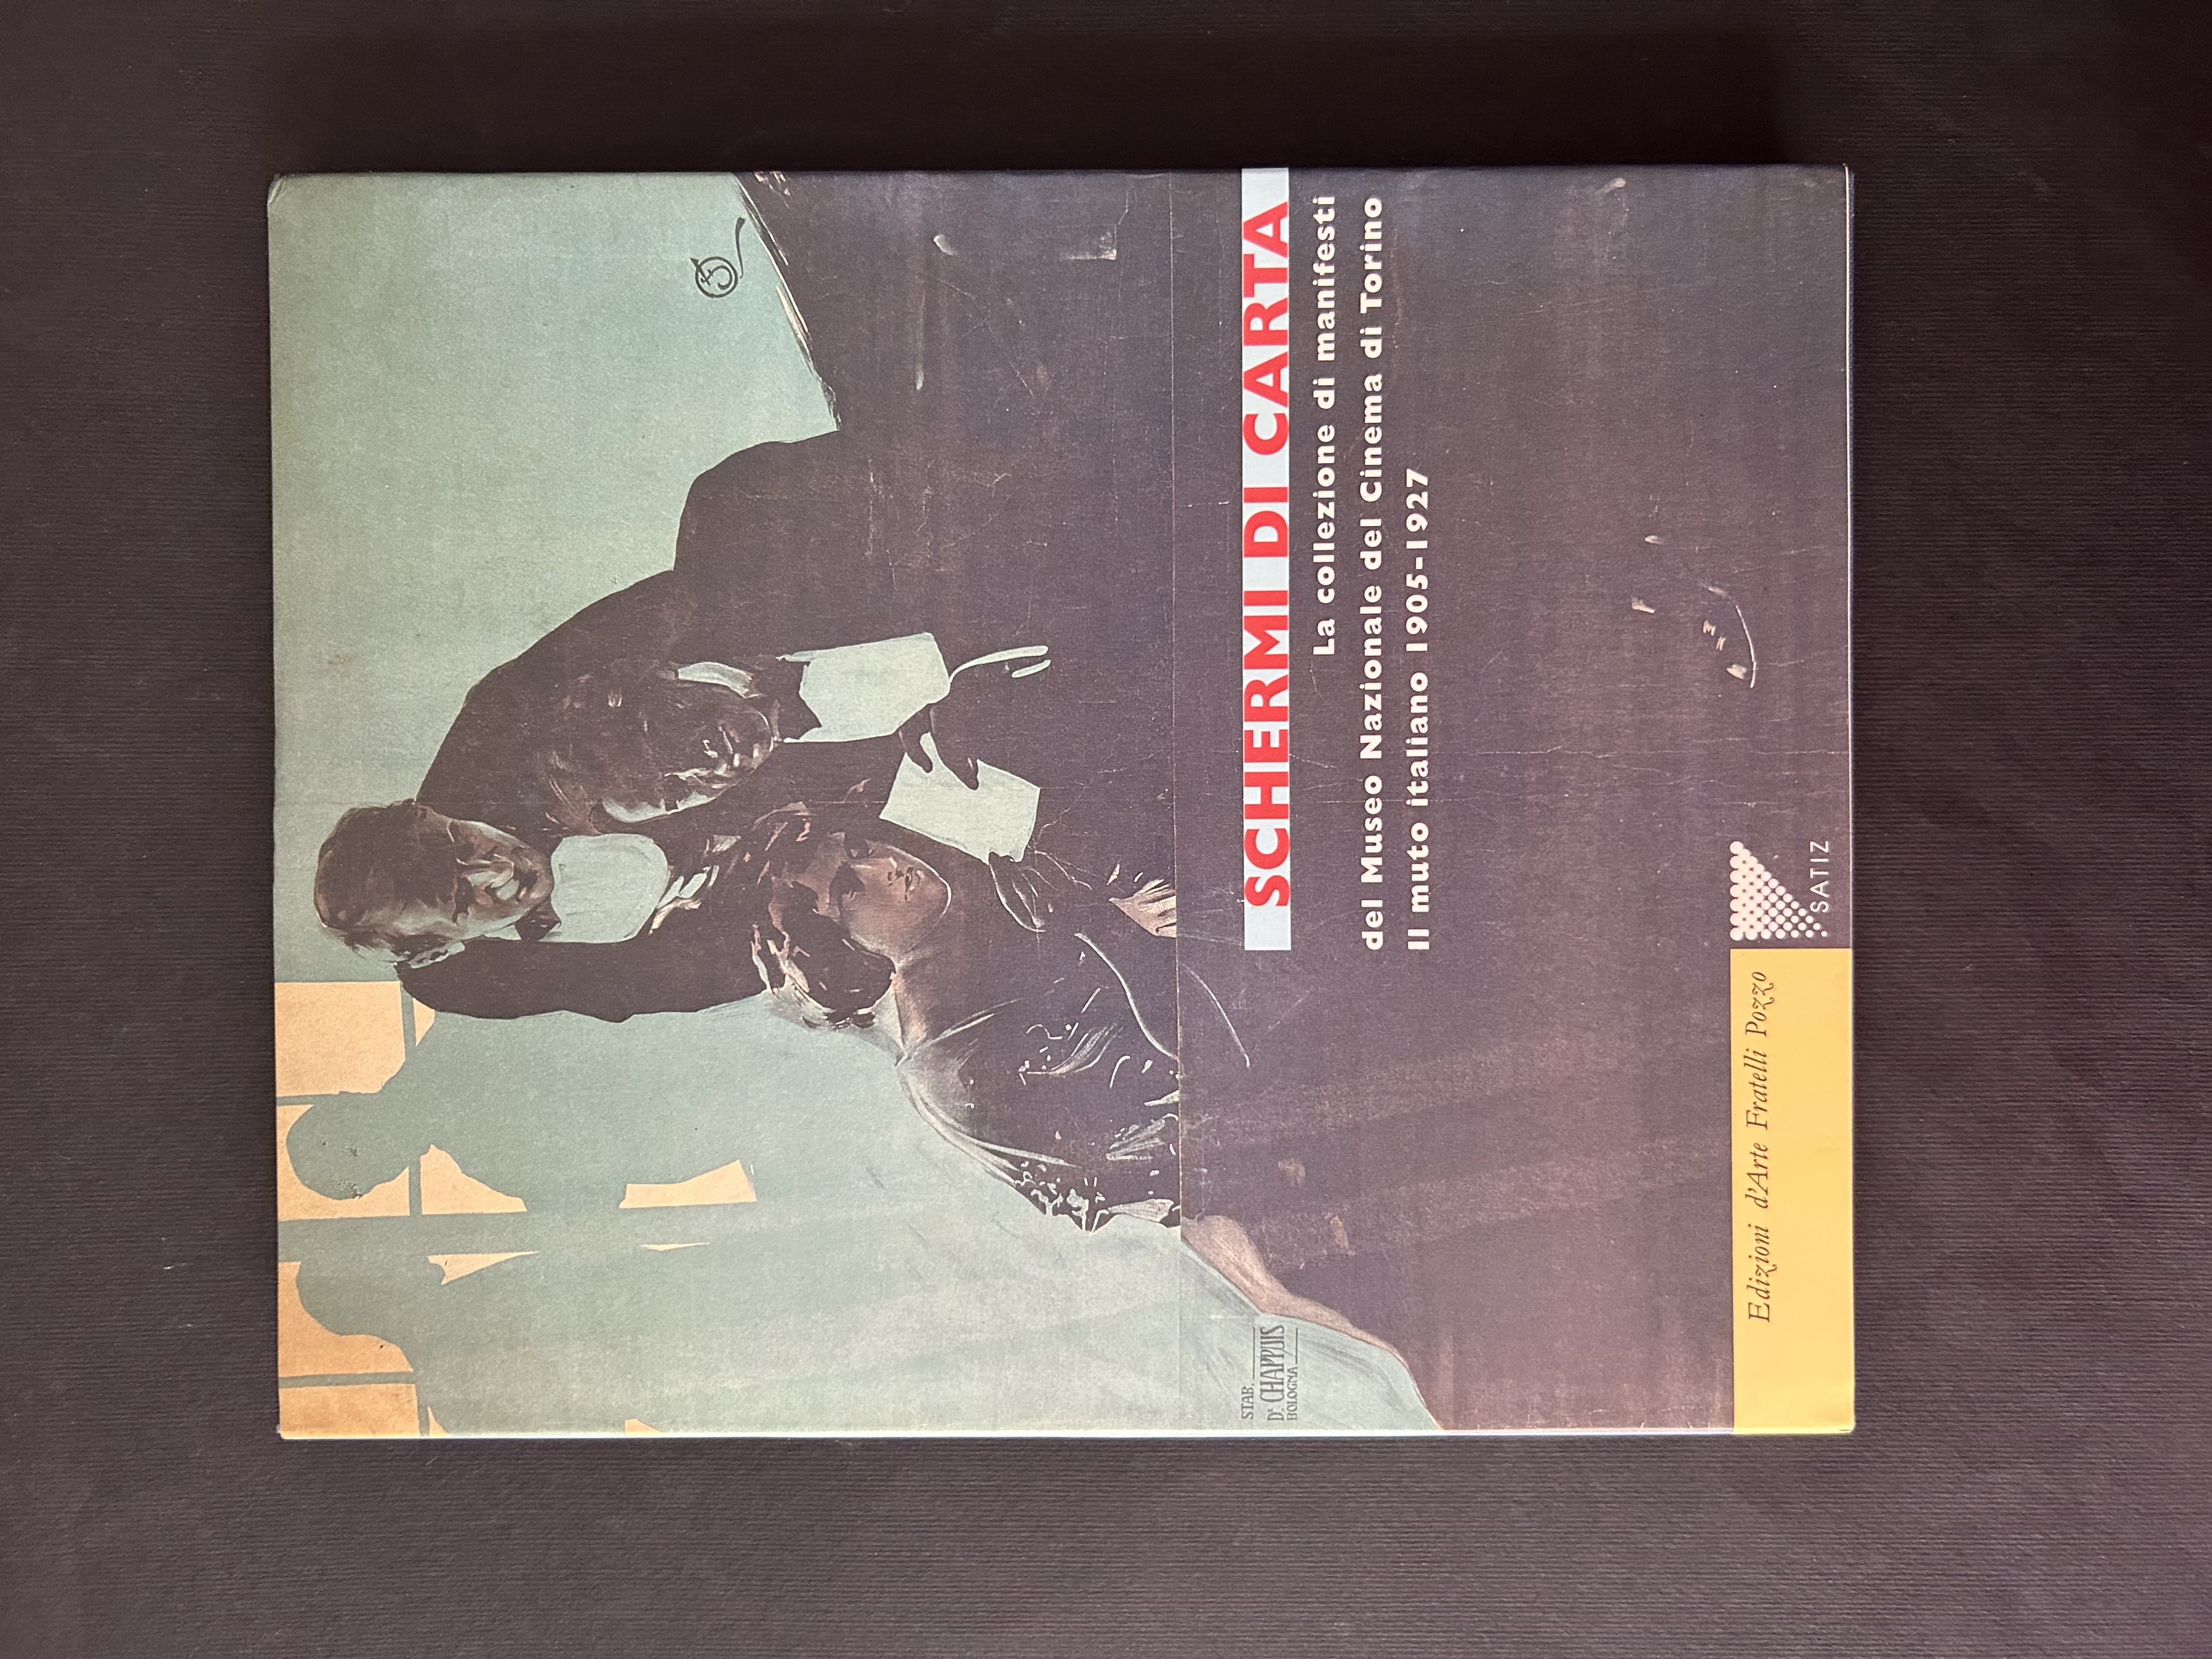 SCHERMI DI CARTA
La collezione di manifesti
del Museo Nazionale del Cinema di Torino
Il muto italiano 1905-1927
STAB.
Dᴿ. CHAPPUIS
BOLOGNA
Edizioni d'Arte Fratelli Pozzo
SATIZ